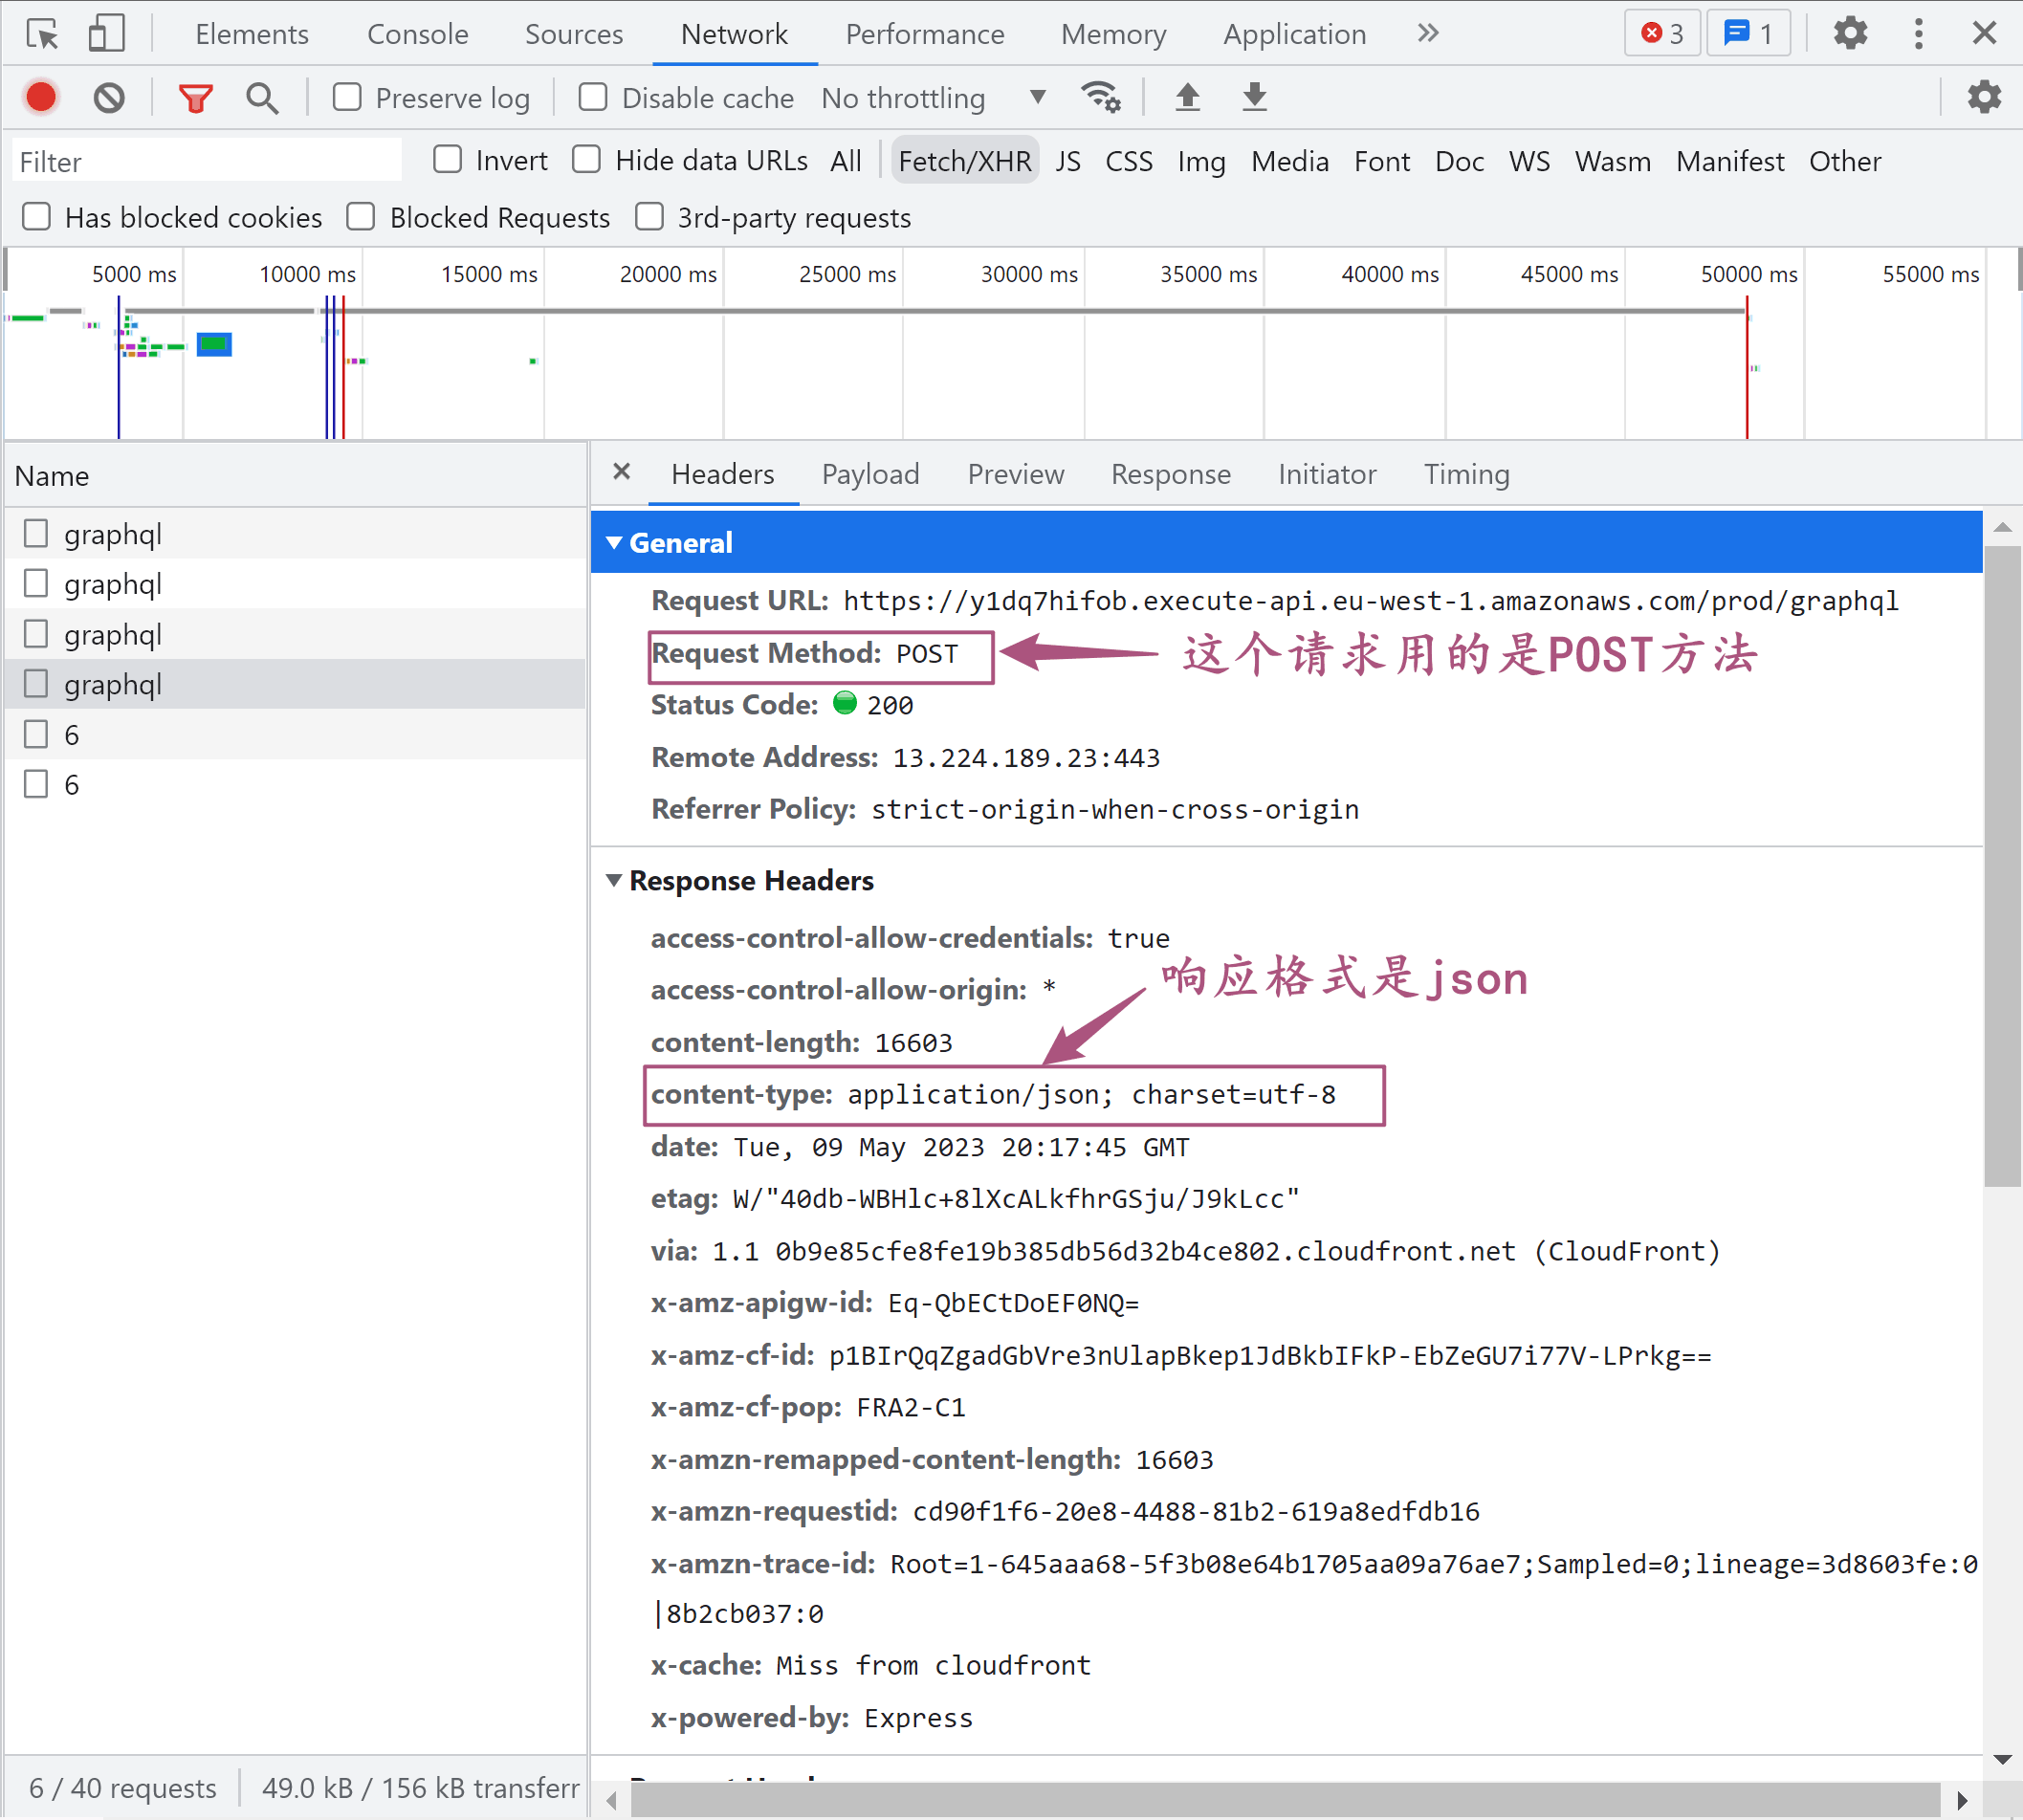 Elements Console Sources Network Performance Memory Application » 3 1
Preserve log Disable cache No throttling
Filter Invert Hide data URLs All Fetch/XHR JS CSS Img Media Font Doc WS Wasm Manifest Other
Has blocked cookies Blocked Requests 3rd-party requests
5000 ms 10000 ms 15000 ms 20000 ms 25000 ms 30000 ms 35000 ms 40000 ms 45000 ms 50000 ms 55000 ms
Name
graphql
graphql
graphql
graphql
6
6
6 / 40 requests 49.0 kB / 156 kB transferr
Headers Payload Preview Response Initiator Timing
General
Request URL: https://y1dq7hifob.execute-api.eu-west-1.amazonaws.com/prod/graphql
Request Method: POST 这个请求用的是POST方法
Status Code: 200
Remote Address: 13.224.189.23:443
Referrer Policy: strict-origin-when-cross-origin
Response Headers
access-control-allow-credentials: true
响应格式是json
access-control-allow-origin: *
content-length: 16603
content-type: application/json; charset=utf-8
date: Tue, 09 May 2023 20:17:45 GMT
etag: W/"40db-WBHlc+8lXcALkfhrGSju/J9kLcc"
via: 1.1 0b9e85cfe8fe19b385db56d32b4ce802.cloudfront.net (CloudFront)
x-amz-apigw-id: Eq-QbECtDoEF0NQ=
x-amz-cf-id: p1BIrQqZgadGbVre3nUlapBkep1JdBkbIFkP-EbZeGU7i77V-LPrkg==
x-amz-cf-pop: FRA2-C1
x-amzn-remapped-content-length: 16603
x-amzn-requestid: cd90f1f6-20e8-4488-81b2-619a8edfdb16
x-amzn-trace-id: Root=1-645aaa68-5f3b08e64b1705aa09a76ae7;Sampled=0;lineage=3d8603fe:0
|8b2cb037:0
x-cache: Miss from cloudfront
x-powered-by: Express